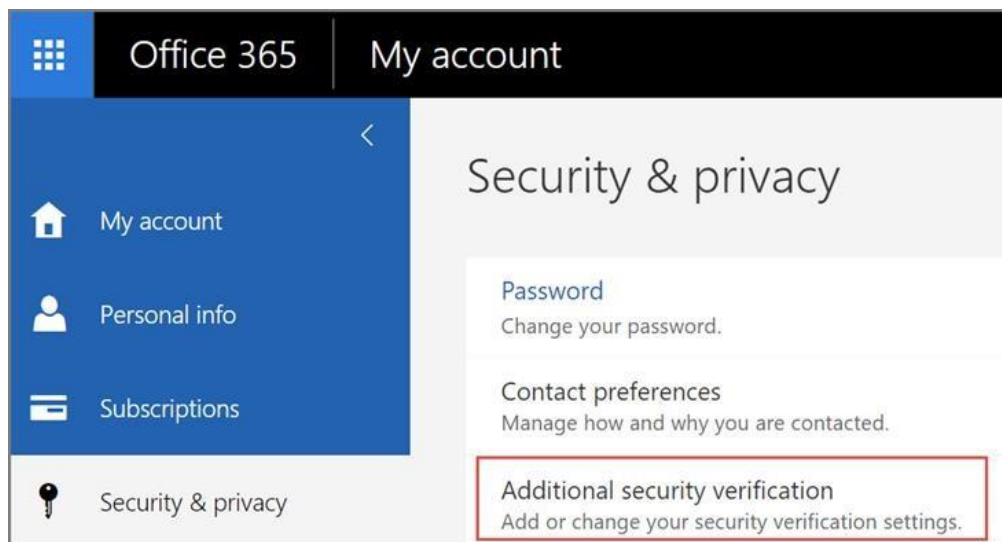 Office 365
My account
My account
Personal info
Subscriptions
Security & privacy
Security & privacy
Password
Change your password.
Contact preferences
Manage how and why you are contacted.
Additional security verification
Add or change your security verification settings.